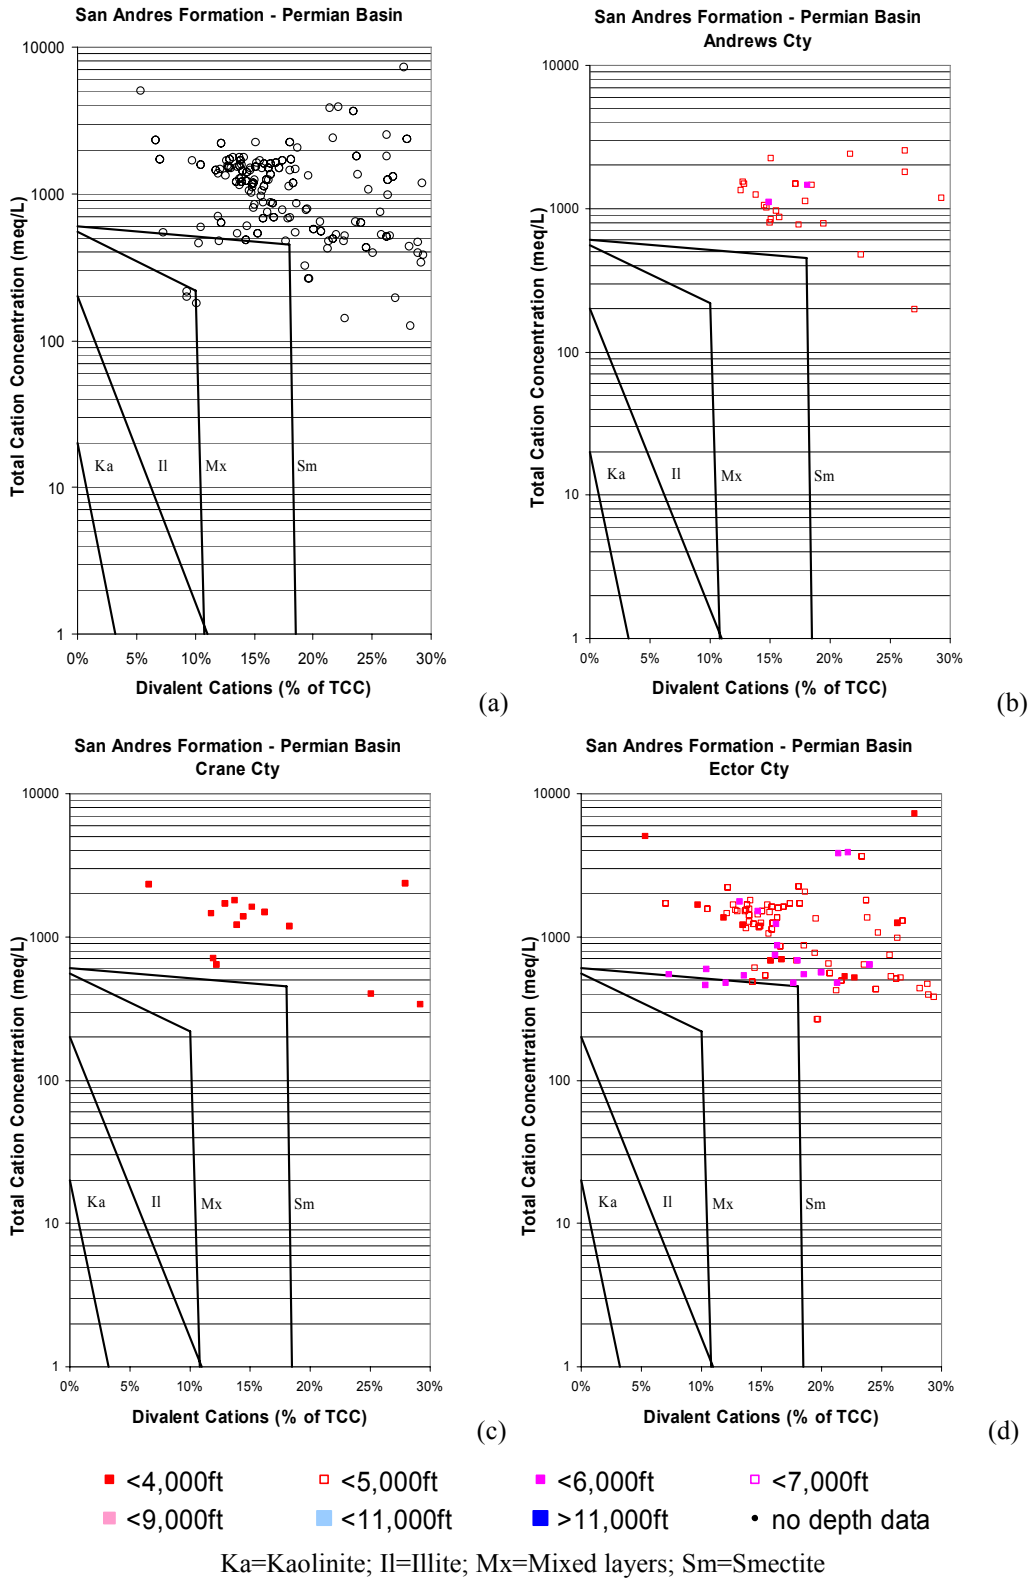 San Andres Formation - Permian Basin
10000
1000
100
10
1
Total Cation Concentration (meq/L)
Ka Il Mx Sm
0% 5% 10% 15% 20% 25% 30%
Divalent Cations (% of TCC)
(a)
San Andres Formation - Permian Basin
Andrews Cty
10000
1000
100
10
1
Total Cation Concentration (meq/L)
Ka Il Mx Sm
0% 5% 10% 15% 20% 25% 30%
Divalent Cations (% of TCC)
(b)
San Andres Formation - Permian Basin
Crane Cty
10000
1000
100
10
1
Total Cation Concentration (meq/L)
Ka Il Mx Sm
0% 5% 10% 15% 20% 25% 30%
Divalent Cations (% of TCC)
(c)
San Andres Formation - Permian Basin
Ector Cty
10000
1000
100
10
1
Total Cation Concentration (meq/L)
Ka Il Mx Sm
0% 5% 10% 15% 20% 25% 30%
Divalent Cations (% of TCC)
(d)
<4,000ft <5,000ft <6,000ft <7,000ft
<9,000ft <11,000ft >11,000ft no depth data
Ka=Kaolinite; Il=Illite; Mx=Mixed layers; Sm=Smectite